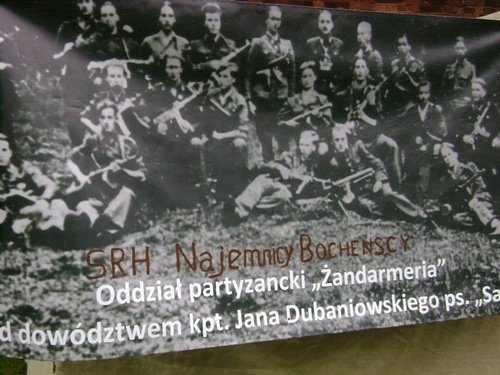 SRH Najemnicy BOCHEŃSCY
Oddział partyzancki „Żandarmeria”
d dowództwem kpt. Jana Dubaniowskiego ps. „Sa